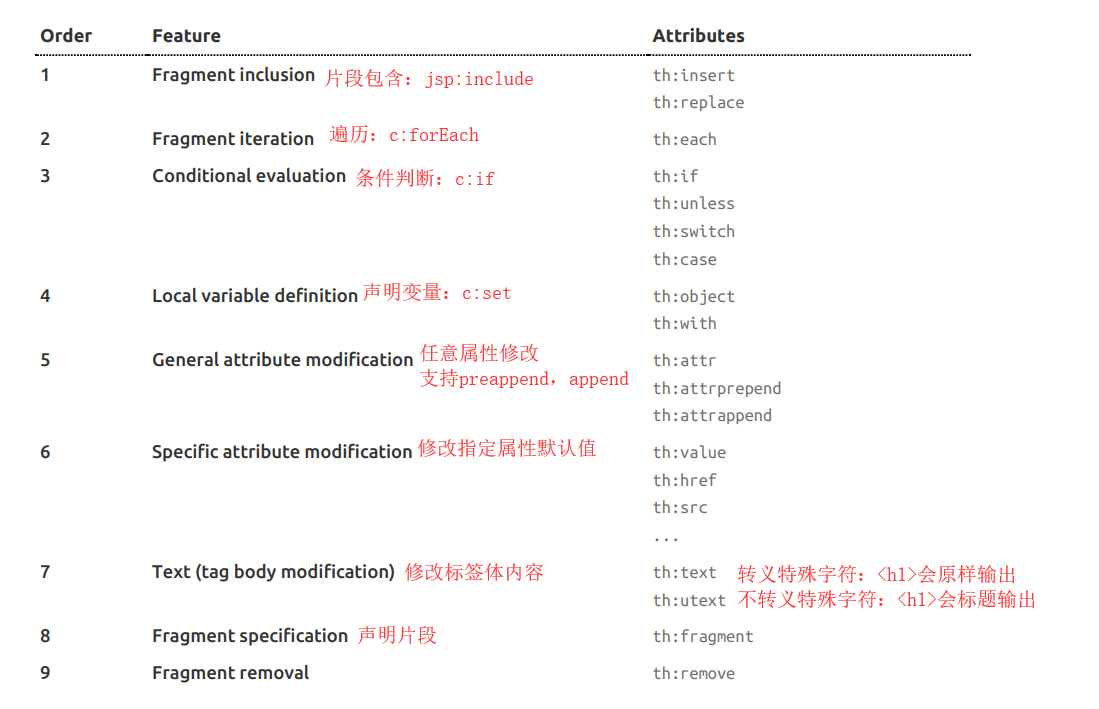 Order Feature Attributes
1 Fragment inclusion 片段包含：jsp:include th:insert
th:replace
2 Fragment iteration 遍历：c:forEach th:each
3 Conditional evaluation 条件判断：c:if th:if
th:unless
th:switch
th:case
4 Local variable definition 声明变量：c:set th:object
th:with
5 General attribute modification 任意属性修改 th:attr
支持preappend，append th:attrprepend
th:attrappend
6 Specific attribute modification 修改指定属性默认值 th:value
th:href
th:src
...
7 Text (tag body modification) 修改标签体内容 th:text 转义特殊字符：<h1>会原样输出
th:utext 不转义特殊字符：<h1>会标题输出
8 Fragment specification 声明片段 th:fragment
9 Fragment removal th:remove